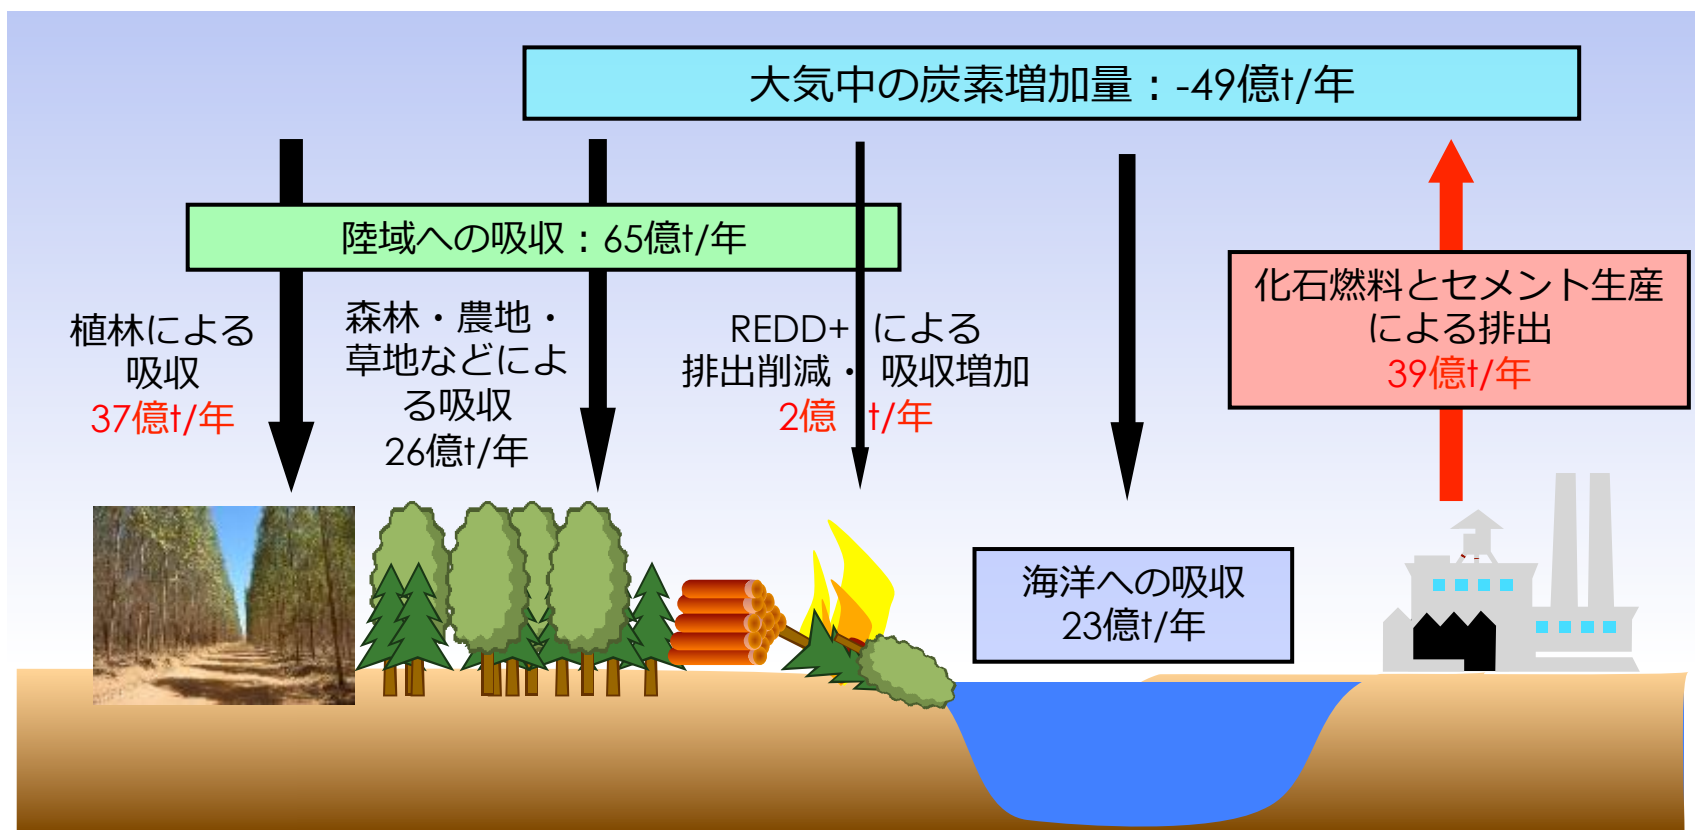 大気中の炭素増加量：-49億t/年
陸域への吸収：65億t/年
植林による
吸収
37億t/年
森林・農地・
草地などによ
る吸収
26億t/年
REDD+ による
排出削減・ 吸収増加
2億 t/年
海洋への吸収
23億t/年
化石燃料とセメント生産
による排出
39億t/年